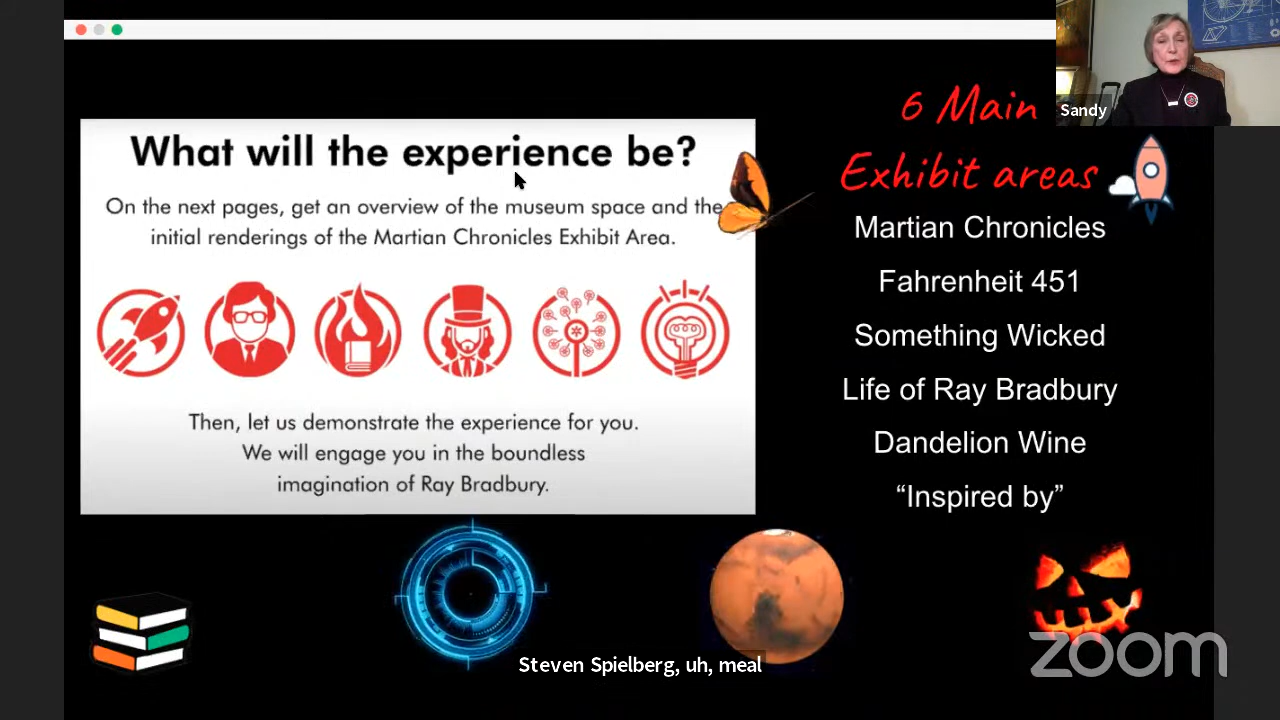 Sandy
6 Main
Exhibit areas
What will the experience be?
On the next pages, get an overview of the museum space and the
initial renderings of the Martian Chronicles Exhibit Area.
Then, let us demonstrate the experience for you.
We will engage you in the boundless
imagination of Ray Bradbury.
Martian Chronicles
Fahrenheit 451
Something Wicked
Life of Ray Bradbury
Dandelion Wine
“Inspired by”
Steven Spielberg, uh, meal
zoom